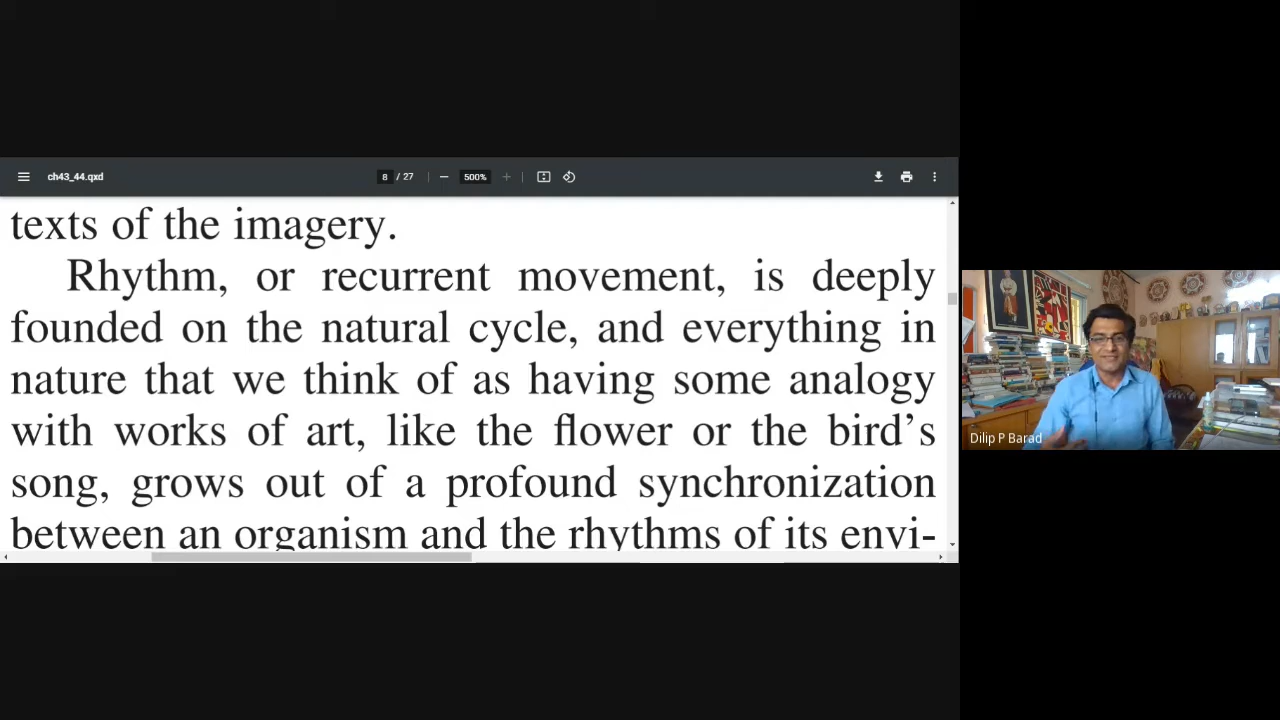 ch43_44.qxd
8 / 27
500%
texts of the imagery.
Rhythm, or recurrent movement, is deeply
founded on the natural cycle, and everything in
nature that we think of as having some analogy
with works of art, like the flower or the bird’s
song, grows out of a profound synchronization
between an organism and the rhythms of its envi-
Dilip P Barad